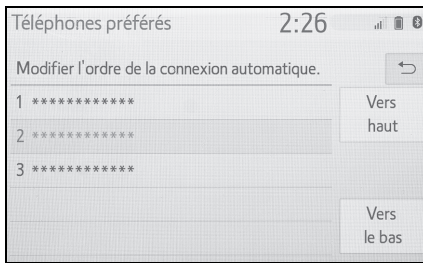 Téléphones préférés 2:26
Modifier l'ordre de la connexion automatique.
1 ************
2 ************
3 ************
Vers
haut
Vers
le bas